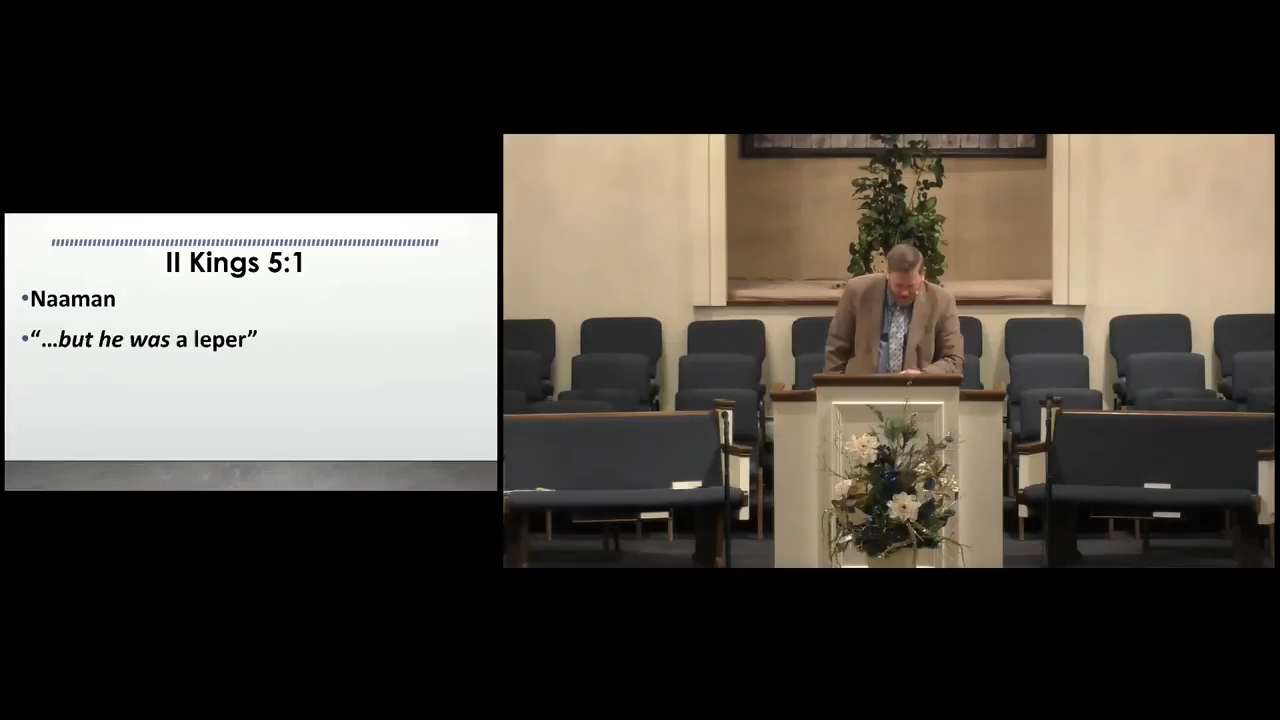 II Kings 5:1
•Naaman
•“…but he was a leper”